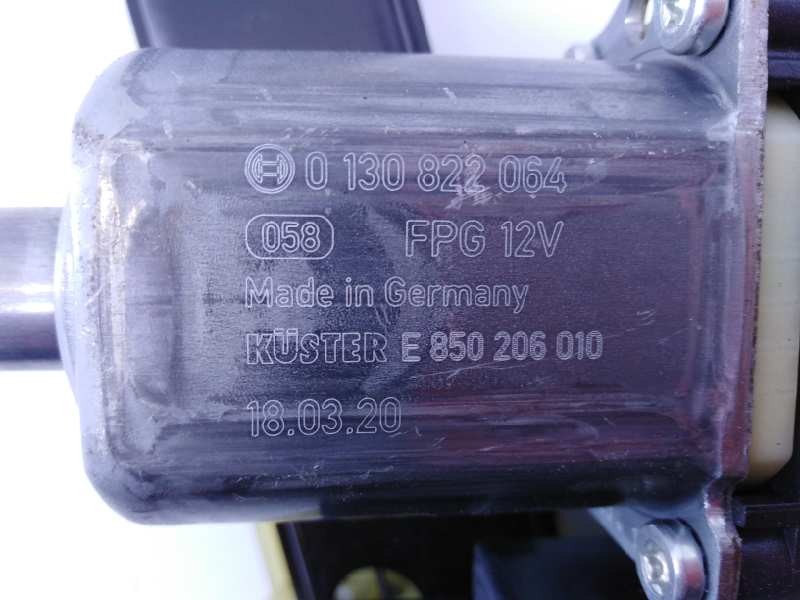 0 130 822 064
058 FPG 12V
Made in Germany
KÜSTER E 850 206 010
18.03.20